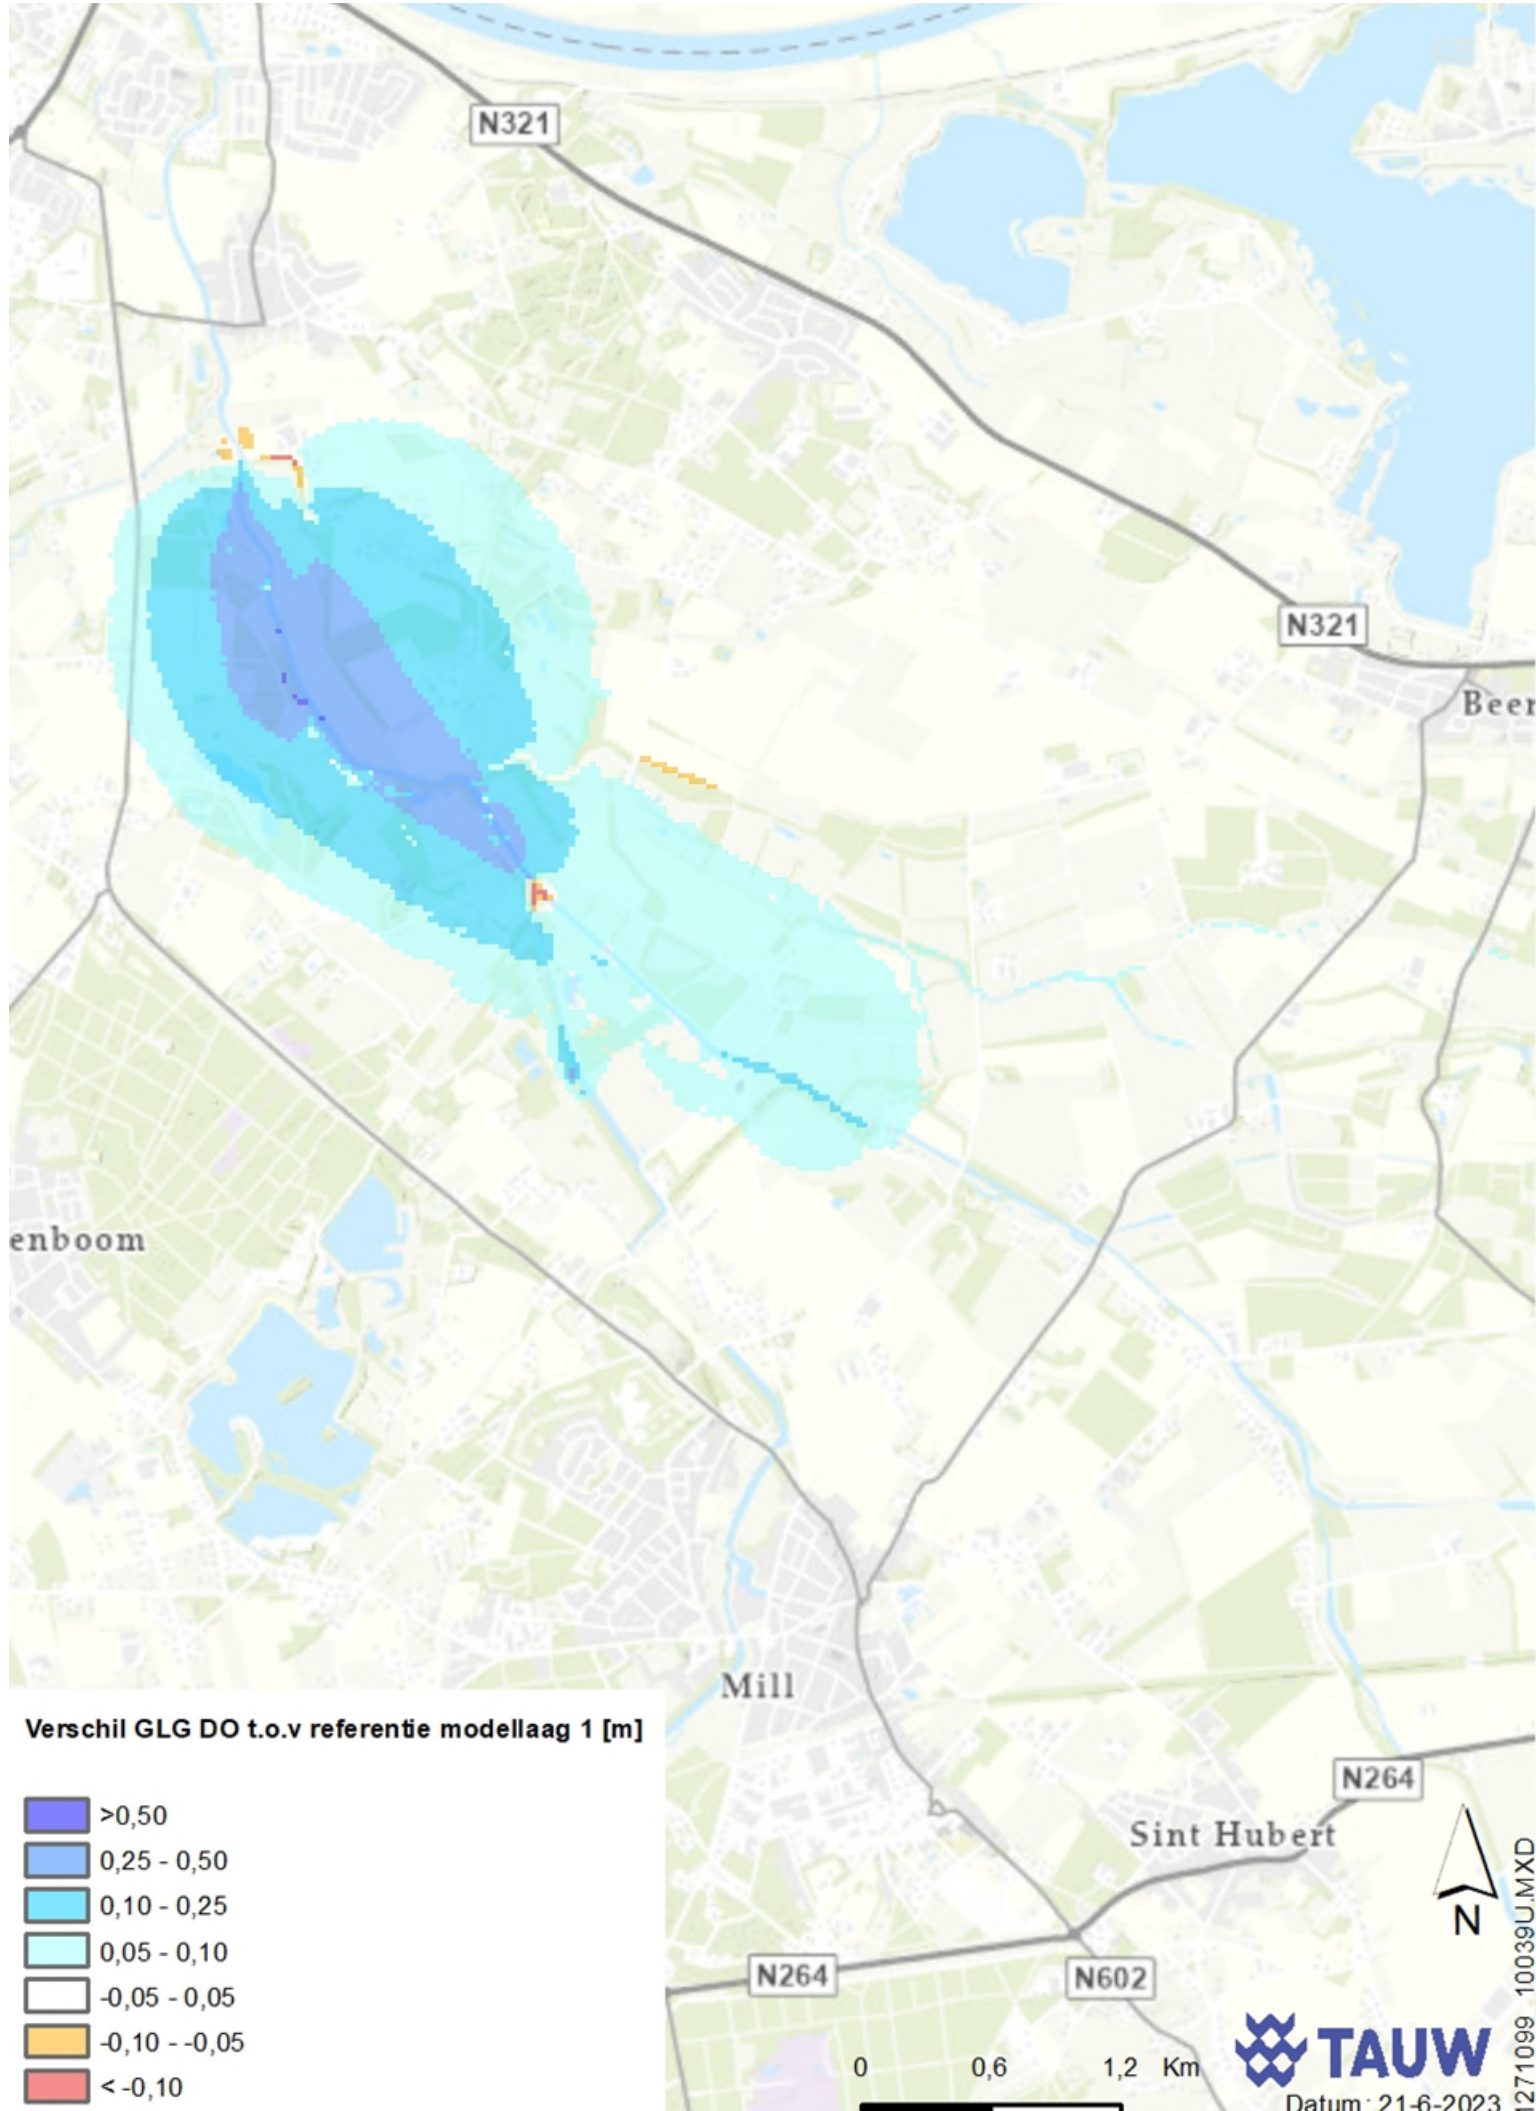 N321
N321
Beer
enboom
Mill
Verschil GLG DO t.o.v referentie modellaag 1 [m]
>0,50
0,25 - 0,50
0,10 - 0,25
0,05 - 0,10
-0,05 - 0,05
-0,10 - -0,05
< -0,10
N264
Sint Hubert
N
N264
N602
0 0,6 1,2 Km
TAUW
Datum: 21-6-2023
1271099_10039U.MXD